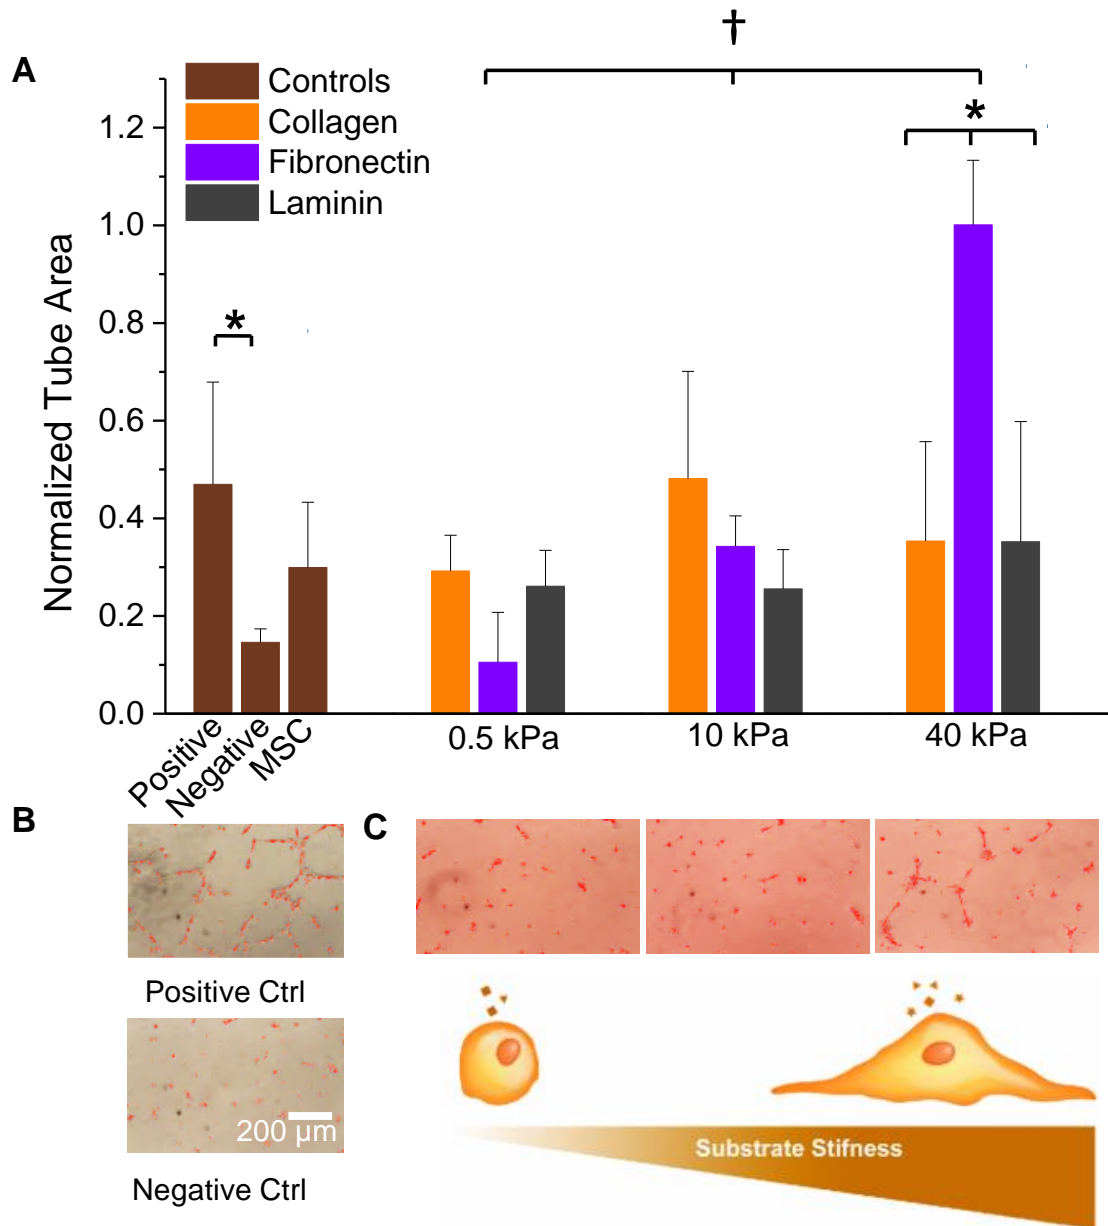 †
A
Controls
Collagen
Fibronectin
Laminin
*
*
Normalized Tube Area
1.2
1.0
0.8
0.6
0.4
0.2
0.0
Positive
Negative
MSC
0.5 kPa
10 kPa
40 kPa
B
C
Positive Ctrl
200 µm
Negative Ctrl
Substrate Stifness